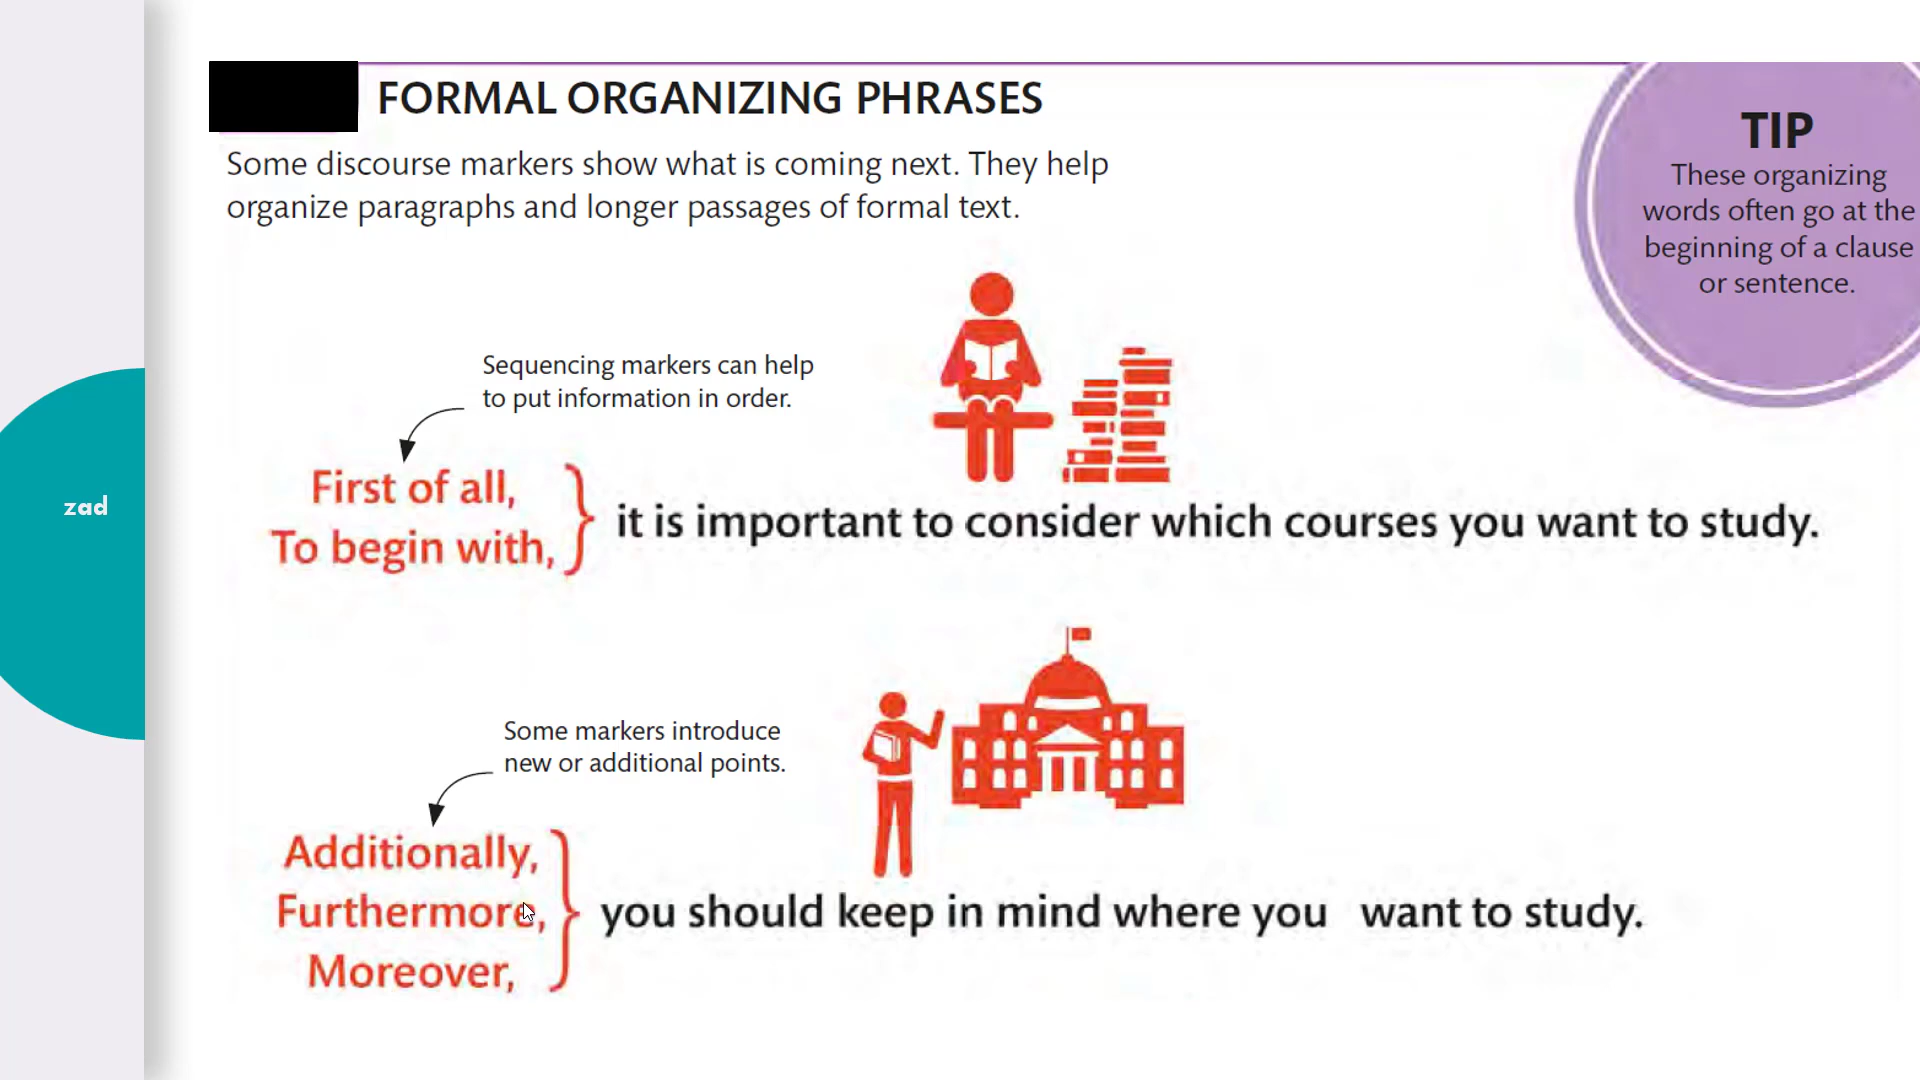 FORMAL ORGANIZING PHRASES
Some discourse markers show what is coming next. They help
organize paragraphs and longer passages of formal text.
TIP
These organizing
words often go at the
beginning of a clause
or sentence.
Sequencing markers can help
to put information in order.
First of all,
To begin with,
it is important to consider which courses you want to study.
zad
Some markers introduce
new or additional points.
Additionally,
Furthermore,
Moreover,
you should keep in mind where you want to study.